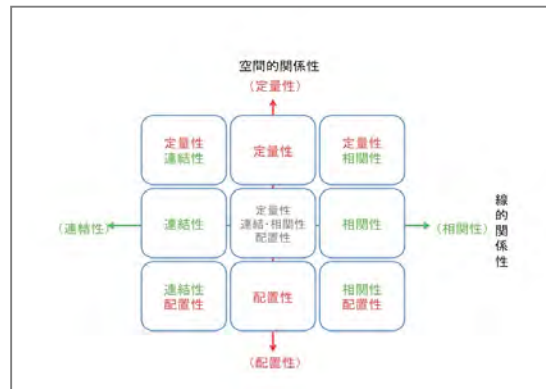 空間的関係性
(定量性)
定量性
連結性
定量性
定量性
相関性
(連結性)
連結性
定量性
連結・相関性
配置性
相関性
(相関性)
線的関係性
連結性
配置性
配置性
相関性
配置性
(配置性)